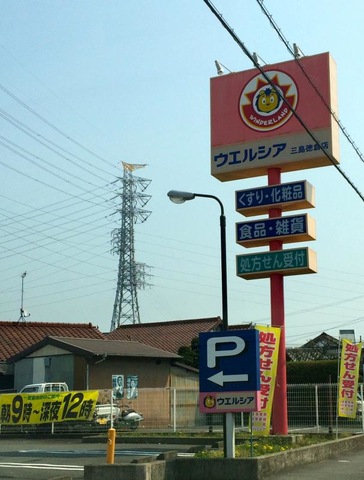 WINDERLAND
ウエルシア 三島徳倉店
くすり・化粧品
食品・雑貨
処方せん受付
P
ウエルシア
処方せん受付
処方せん受付
朝9時〜深夜12時